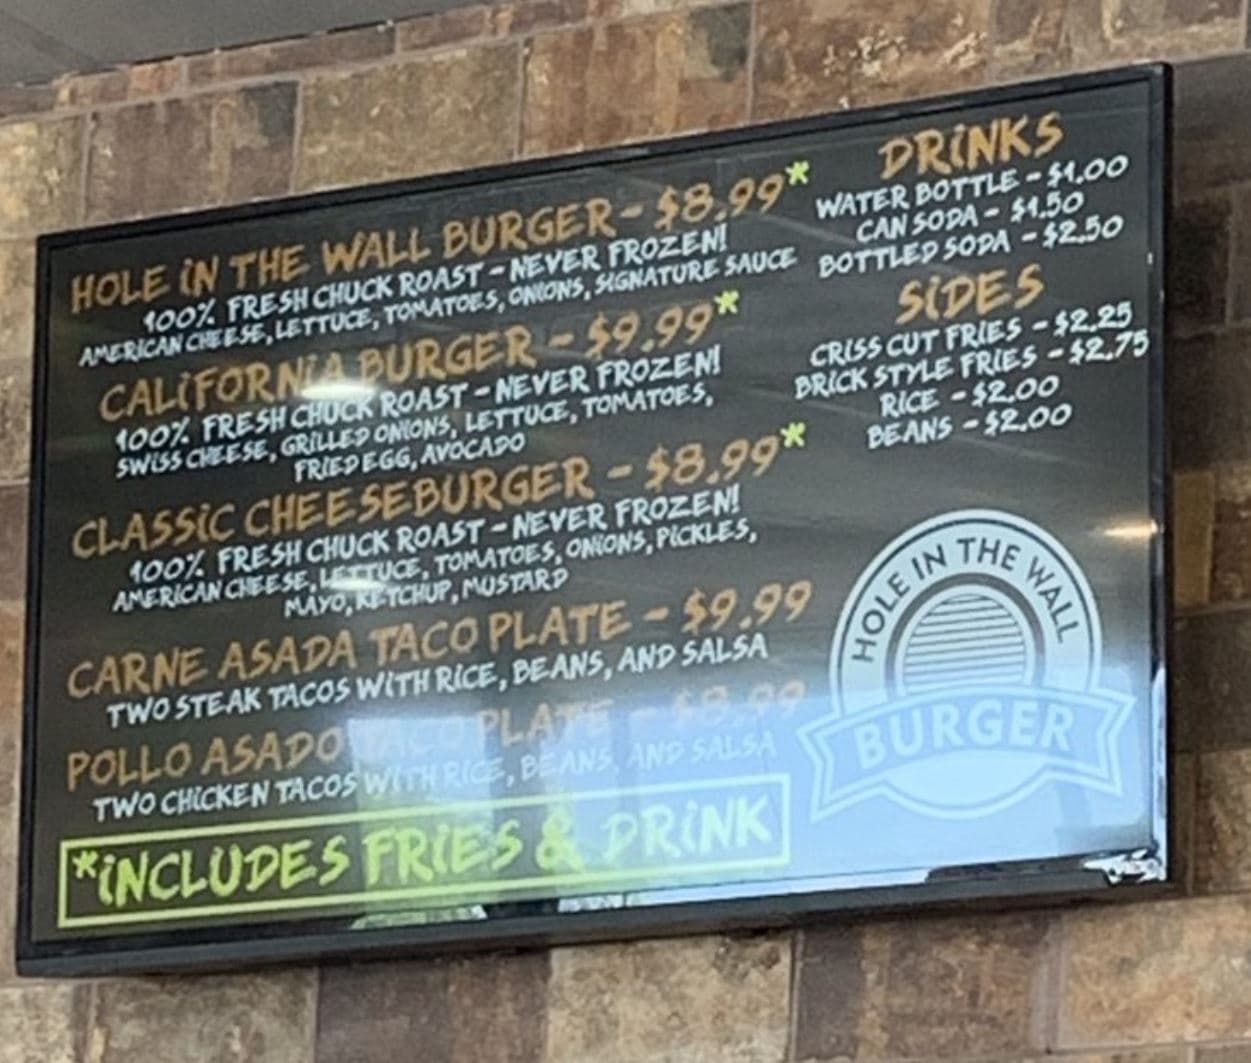 HOLE IN THE WALL BURGER - $8.99*
100% FRESH CHUCK ROAST - NEVER FROZEN!
AMERICAN CHEESE, LETTUCE, TOMATOES, ONIONS, SIGNATURE SAUCE
CALIFORNIA BURGER - $9.99*
100% FRESH CHUCK ROAST - NEVER FROZEN!
SWISS CHEESE, GRILLED ONIONS, LETTUCE, TOMATOES,
FRIED EGG, AVOCADO
CLASSIC CHEESEBURGER - $8.99*
100% FRESH CHUCK ROAST - NEVER FROZEN!
AMERICAN CHEESE, LETTUCE, TOMATOES, ONIONS, PICKLES,
MAYO, KETCHUP, MUSTARD
CARNE ASADA TACO PLATE - $9.99
TWO STEAK TACOS WITH RICE, BEANS, AND SALSA
POLLO ASADO TACO PLATE - $8.99
TWO CHICKEN TACOS WITH RICE, BEANS, AND SALSA
*INCLUDES FRIES & DRINK
DRINKS
WATER BOTTLE - $1.00
CAN SODA - $1.50
BOTTLED SODA - $2.50
SIDES
CRISS CUT FRIES - $2.25
BRICK STYLE FRIES - $2.75
RICE - $2.00
BEANS - $2.00
HOLE IN THE WALL
BURGER